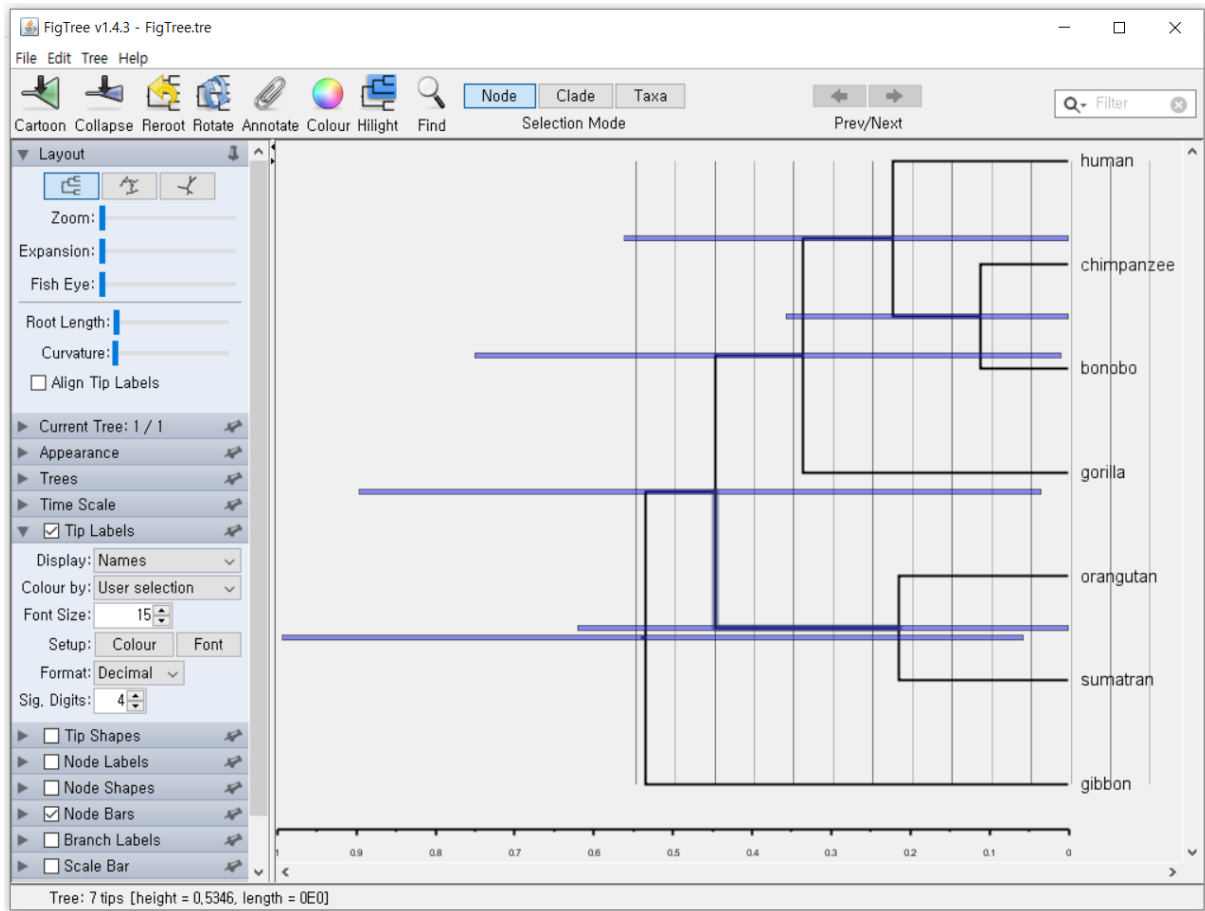 FigTree v1.4.3 - FigTree.tre
File Edit Tree Help
Cartoon Collapse Reroot Rotate Annotate Colour Hilight Find
Node Clade Taxa
Selection Mode
Prev/Next
Filter
Layout
Zoom:
Expansion:
Fish Eye:
Root Length:
Curvature:
Align Tip Labels
Current Tree: 1 / 1
Appearance
Trees
Time Scale
Tip Labels
Display: Names
Colour by: User selection
Font Size: 15
Setup: Colour Font
Format: Decimal
Sig. Digits: 4
Tip Shapes
Node Labels
Node Shapes
Node Bars
Branch Labels
Scale Bar
human
chimpanzee
bonobo
gorilla
orangutan
sumatran
gibbon
1 0.9 0.8 0.7 0.6 0.5 0.4 0.3 0.2 0.1 0
Tree: 7 tips [height = 0,5346, length = 0E0]